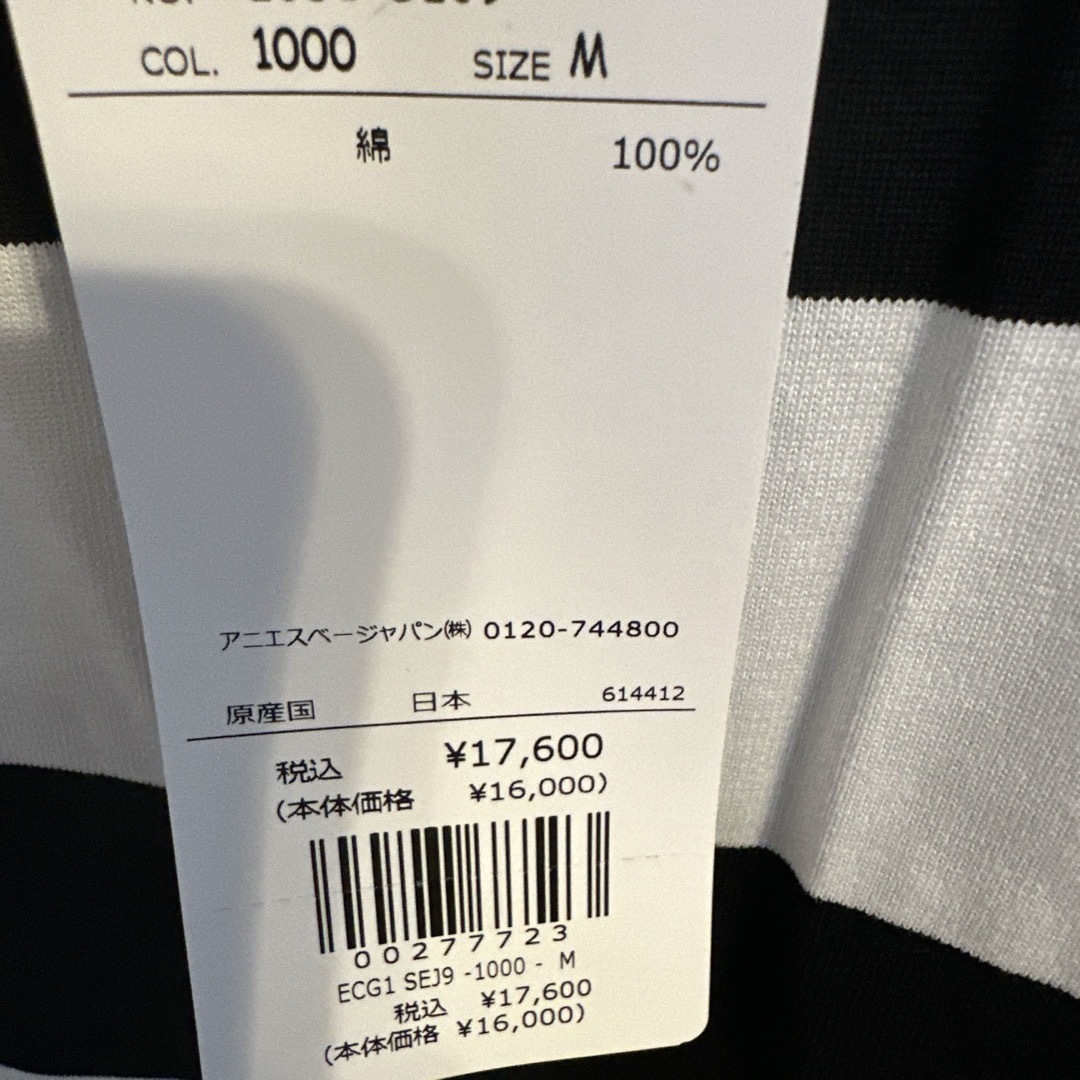 COL. 1000 SIZE M
綿 100%
アニエスベージャパン㈱ 0120-744800
原産国 日本 614412
税込 ¥17,600
(本体価格 ¥16,000)
00277723
ECG1 SEJ9 -1000 - M
税込 ¥17,600
(本体価格 ¥16,000)